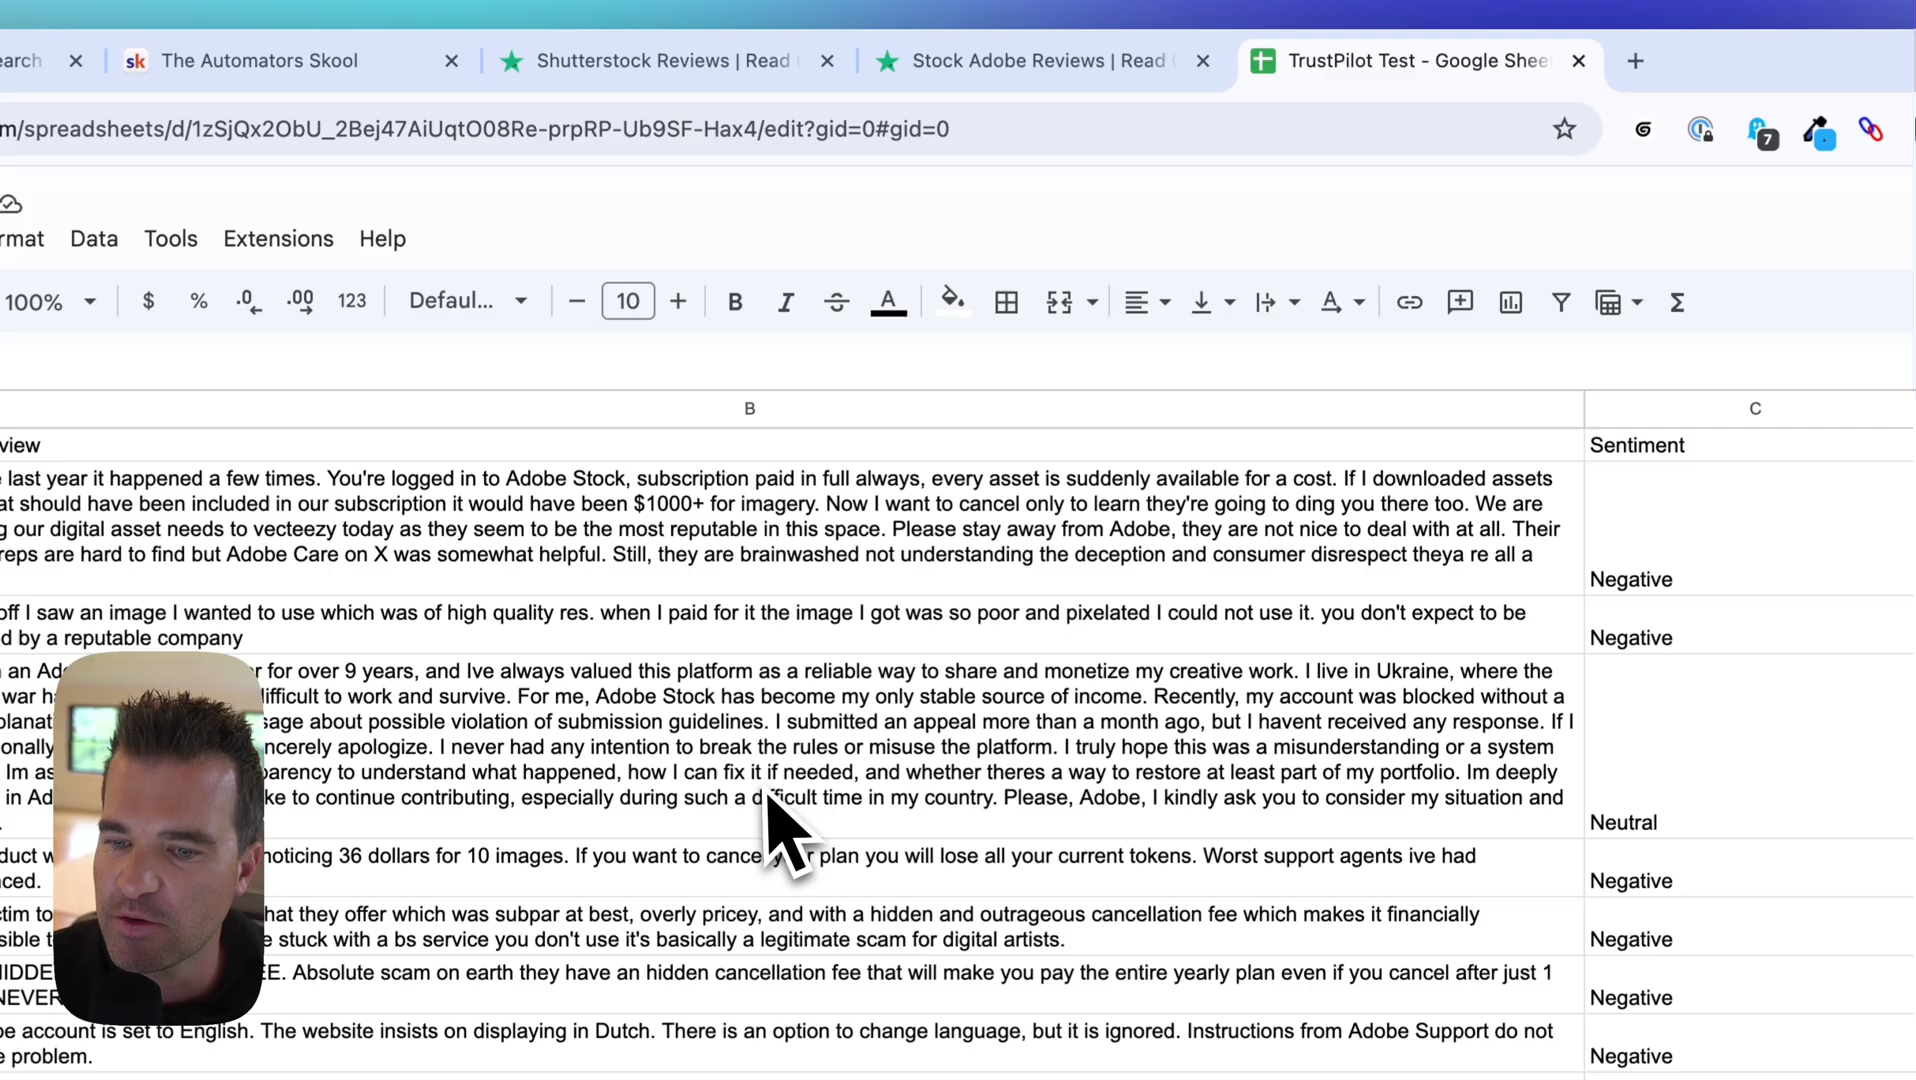 earch
sk The Automators Skool
Shutterstock Reviews | Read
Stock Adobe Reviews | Read
TrustPilot Test - Google Shee
m/spreadsheets/d/1zSjQx2ObU_2Bej47AiUqtO08Re-prpRP-Ub9SF-Hax4/edit?gid=0#gid=0
7
rmat Data Tools Extensions Help
100% $ % .0 .00 123 Defaul... 10 B I A
B C
view Sentiment
last year it happened a few times. You're logged in to Adobe Stock, subscription paid in full always, every asset is suddenly available for a cost. If I downloaded assets
at should have been included in our subscription it would have been $1000+ for imagery. Now I want to cancel only to learn they're going to ding you there too. We are
g our digital asset needs to vecteezy today as they seem to be the most reputable in this space. Please stay away from Adobe, they are not nice to deal with at all. Their
reps are hard to find but Adobe Care on X was somewhat helpful. Still, they are brainwashed not understanding the deception and consumer disrespect theya re all a
Negative
off I saw an image I wanted to use which was of high quality res. when I paid for it the image I got was so poor and pixelated I could not use it. you don't expect to be
d by a reputable company
Negative
an Ad r for over 9 years, and Ive always valued this platform as a reliable way to share and monetize my creative work. I live in Ukraine, where the
war ha ifficult to work and survive. For me, Adobe Stock has become my only stable source of income. Recently, my account was blocked without a
planati sage about possible violation of submission guidelines. I submitted an appeal more than a month ago, but I havent received any response. If I
onally ncerely apologize. I never had any intention to break the rules or misuse the platform. I truly hope this was a misunderstanding or a system
Im as parency to understand what happened, how I can fix it if needed, and whether theres a way to restore at least part of my portfolio. Im deeply
in Ad ke to continue contributing, especially during such a difficult time in my country. Please, Adobe, I kindly ask you to consider my situation and
Neutral
duct w noticing 36 dollars for 10 images. If you want to cancel plan you will lose all your current tokens. Worst support agents ive had
nced.
Negative
ctim to hat they offer which was subpar at best, overly pricey, and with a hidden and outrageous cancellation fee which makes it financially
sible t e stuck with a bs service you don't use it's basically a legitimate scam for digital artists.
Negative
IDDE EE. Absolute scam on earth they have an hidden cancellation fee that will make you pay the entire yearly plan even if you cancel after just 1
NEVER
Negative
be account is set to English. The website insists on displaying in Dutch. There is an option to change language, but it is ignored. Instructions from Adobe Support do not
e problem.
Negative